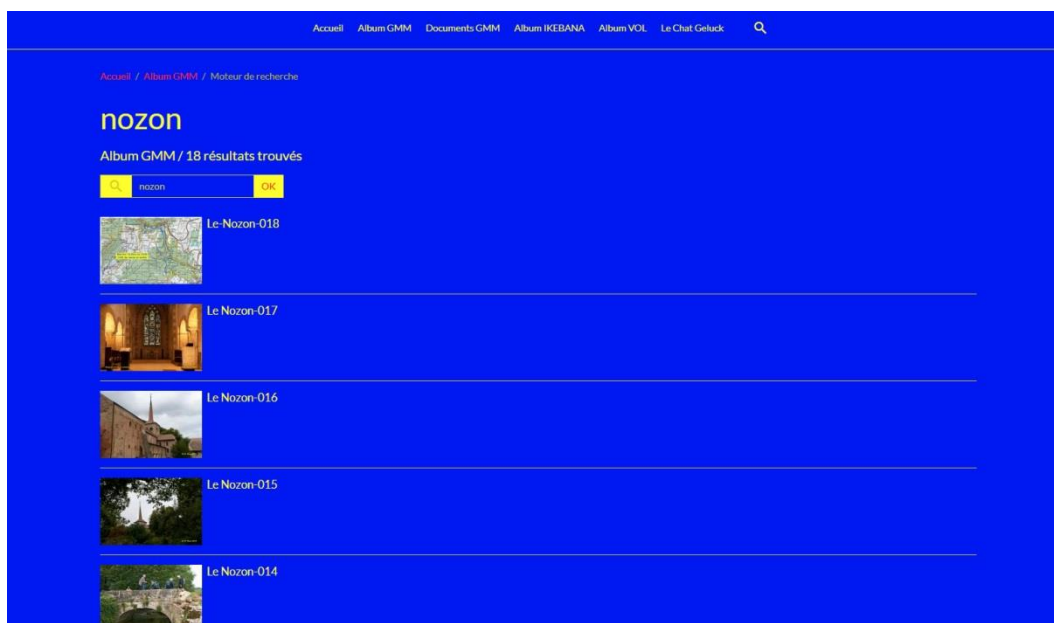 Accueil Album GMM Documents GMM Album IKEBANA Album VOL Le Chat Geluck
Accueil / Album GMM / Moteur de recherche
nozon
Album GMM / 18 résultats trouvés
nozon OK
Le-Nozon-018
Le Nozon-017
Le Nozon-016
Le Nozon-015
Le Nozon-014